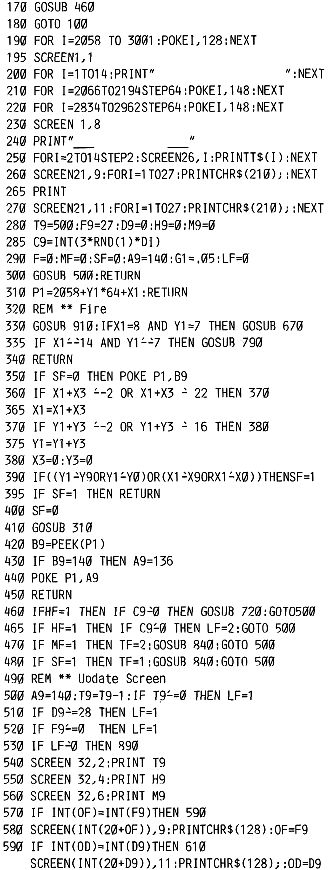 170 GOSUB 460
180 GOTO 100
190 FOR I=2058 TO 3001:POKEI,128:NEXT
195 SCREEN1,1
200 FOR I=1TO14:PRINT"                    ":NEXT
210 FOR I=2066TO2194STEP64:POKEI,148:NEXT
220 FOR I=2834TO2962STEP64:POKEI,148:NEXT
230 SCREEN 1,8
240 PRINT"___          ___"
250 FORI=2TO14STEP2:SCREEN26,I:PRINTT$(I):NEXT
260 SCREEN21,9:FORI=1TO27:PRINTCHR$(210);:NEXT
265 PRINT
270 SCREEN21,11:FORI=1TO27:PRINTCHR$(210);:NEXT
280 T9=500:F9=27:D9=0:H9=0:M9=0
285 C9=INT(3*RND(1)*DI)
290 F=0:MF=0:SF=0:A9=140:G1=.05:LF=0
300 GOSUB 500:RETURN
310 P1=2058+Y1*64+X1:RETURN
320 REM ** Fire
330 GOSUB 910:IFX1=8 AND Y1=7 THEN GOSUB 670
335 IF X1∸14 AND Y1∸7 THEN GOSUB 790
340 RETURN
350 IF SF=0 THEN POKE P1,B9
360 IF X1+X3 ∸-2 OR X1+X3 ∸ 22 THEN 370
365 X1=X1+X3
370 IF Y1+Y3 ∸-2 OR Y1+Y3 ∸ 16 THEN 380
375 Y1=Y1+Y3
380 X3=0:Y3=0
390 IF((Y1∸Y9ORY1∸Y0)OR(X1∸X9ORX1∸X0))THENSF=1
395 IF SF=1 THEN RETURN
400 SF=0
410 GOSUB 310
420 B9=PEEK(P1)
430 IF B9=140 THEN A9=136
440 POKE P1,A9
450 RETURN
460 IFHF=1 THEN IF C9∸0 THEN GOSUB 720:GOTO500
465 IF HF=1 THEN IF C9∸0 THEN LF=2:GOTO 500
470 IF MF=1 THEN TF=2:GOSUB 840:GOTO 500
480 IF SF=1 THEN TF=1:GOSUB 840:GOTO 500
490 REM ** Uodate Screen
500 A9=140:T9=T9-1:IF T9∸=0 THEN LF=1
510 IF D9∸=28 THEN LF=1
520 IF F9∸=0 THEN LF=1
530 IF LF∸0 THEN 890
540 SCREEN 32,2:PRINT T9
550 SCREEN 32,4:PRINT H9
560 SCREEN 32,6:PRINT M9
570 IF INT(OF)=INT(F9)THEN 590
580 SCREEN(INT(20+OF)),9:PRINTCHR$(128):OF=F9
590 IF INT(OD)=INT(D9)THEN 610
SCREEN(INT(20+D9)),11:PRINTCHR$(128);:OD=D9